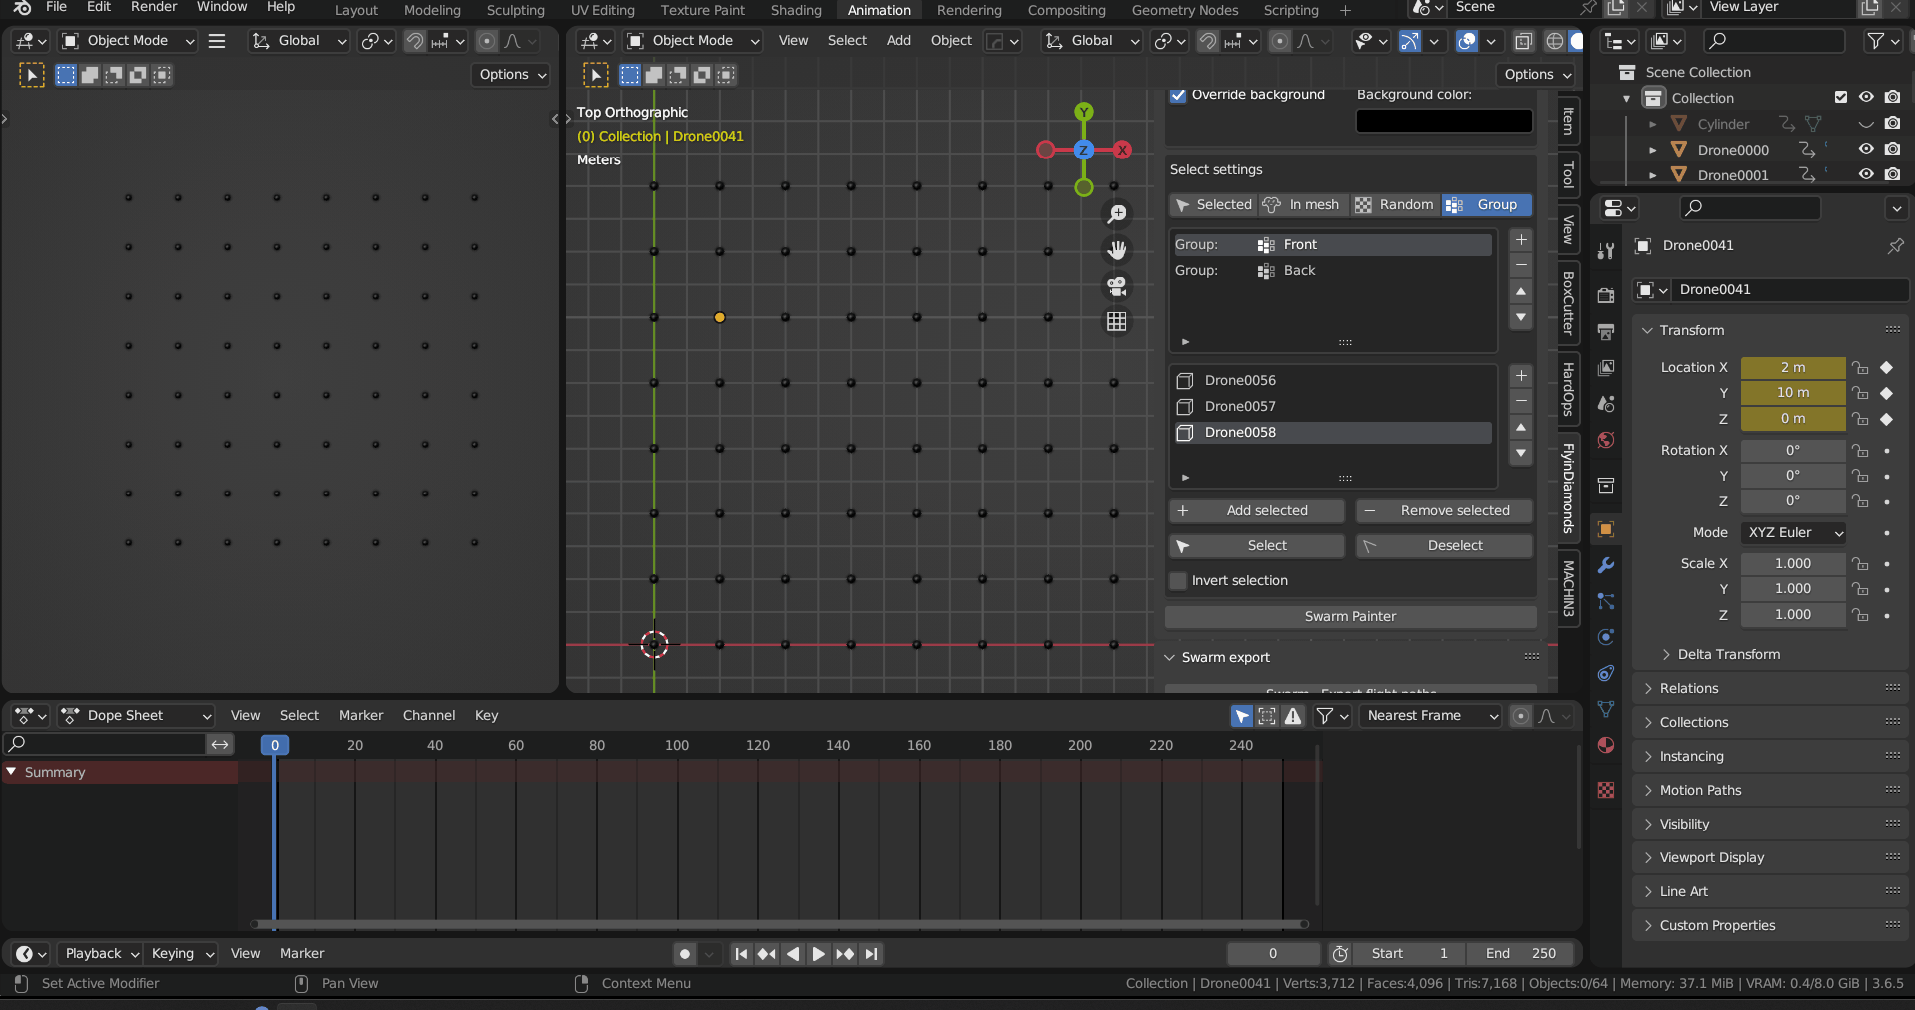 File Edit Render Window Help Layout Modeling Sculpting UV Editing Texture Paint Shading Animation Rendering Compositing Geometry Nodes Scripting + Scene View Layer
Object Mode Global Object Mode View Select Add Object Global
Options Options
Top Orthographic
(0) Collection | Drone0041
Meters
Y
X
Z
Override background Background color:
Select settings
Selected In mesh Random Group
Group: Front
Group: Back
Drone0056
Drone0057
Drone0058
Add selected Remove selected
Select Deselect
Invert selection
Swarm Painter
Swarm export
Item
Tool
View
BoxCutter
HardOps
FlyinDiamonds
MACHIN3
Scene Collection
Collection
Cylinder
Drone0000
Drone0001
Drone0041
Drone0041
Transform
Location X 2 m
Y 10 m
Z 0 m
Rotation X 0°
Y 0°
Z 0°
Mode XYZ Euler
Scale X 1.000
Y 1.000
Z 1.000
Delta Transform
Relations
Collections
Instancing
Motion Paths
Visibility
Viewport Display
Line Art
Custom Properties
Dope Sheet View Select Marker Channel Key Nearest Frame
0 20 40 60 80 100 120 140 160 180 200 220 240
Summary
Playback Keying View Marker 0 Start 1 End 250
Set Active Modifier Pan View Context Menu Collection | Drone0041 | Verts:3,712 | Faces:4,096 | Tris:7,168 | Objects:0/64 | Memory: 37.1 MiB | VRAM: 0.4/8.0 GiB | 3.6.5